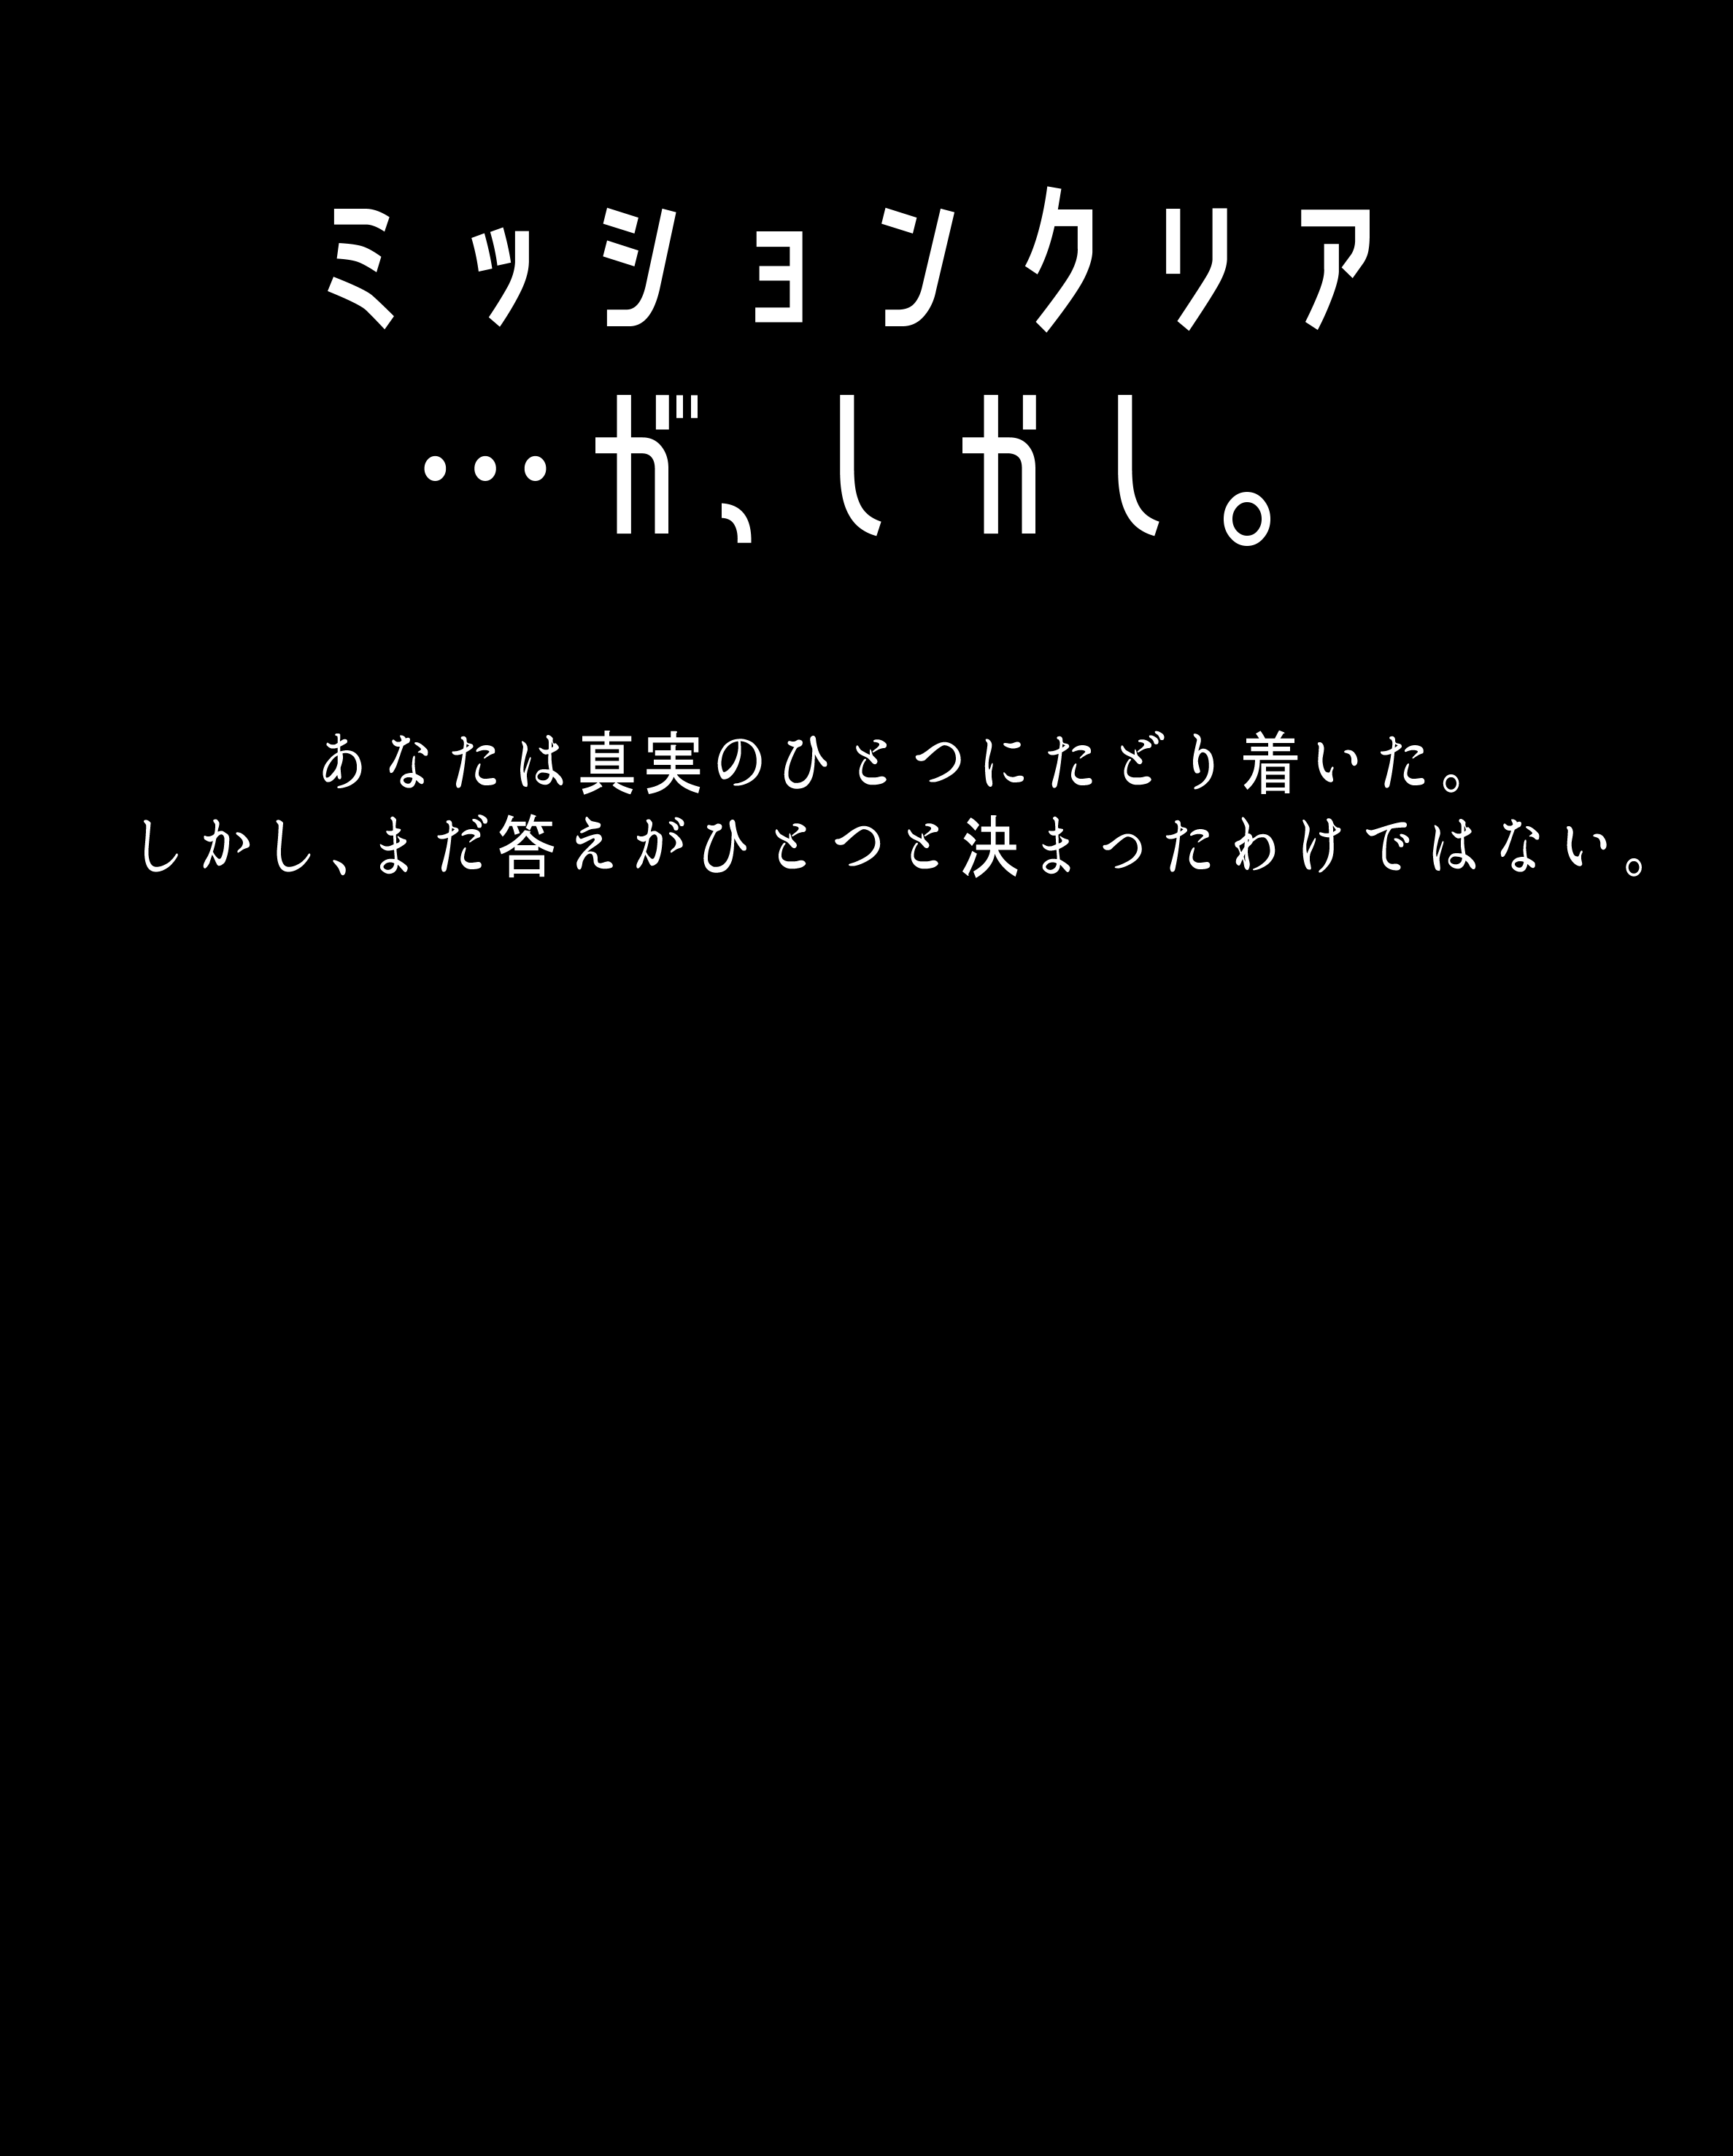 ミッションクリア
…が、しかし。
あなたは真実のひとつにたどり着いた。
しかし、まだ答えがひとつと決まったわけではない。